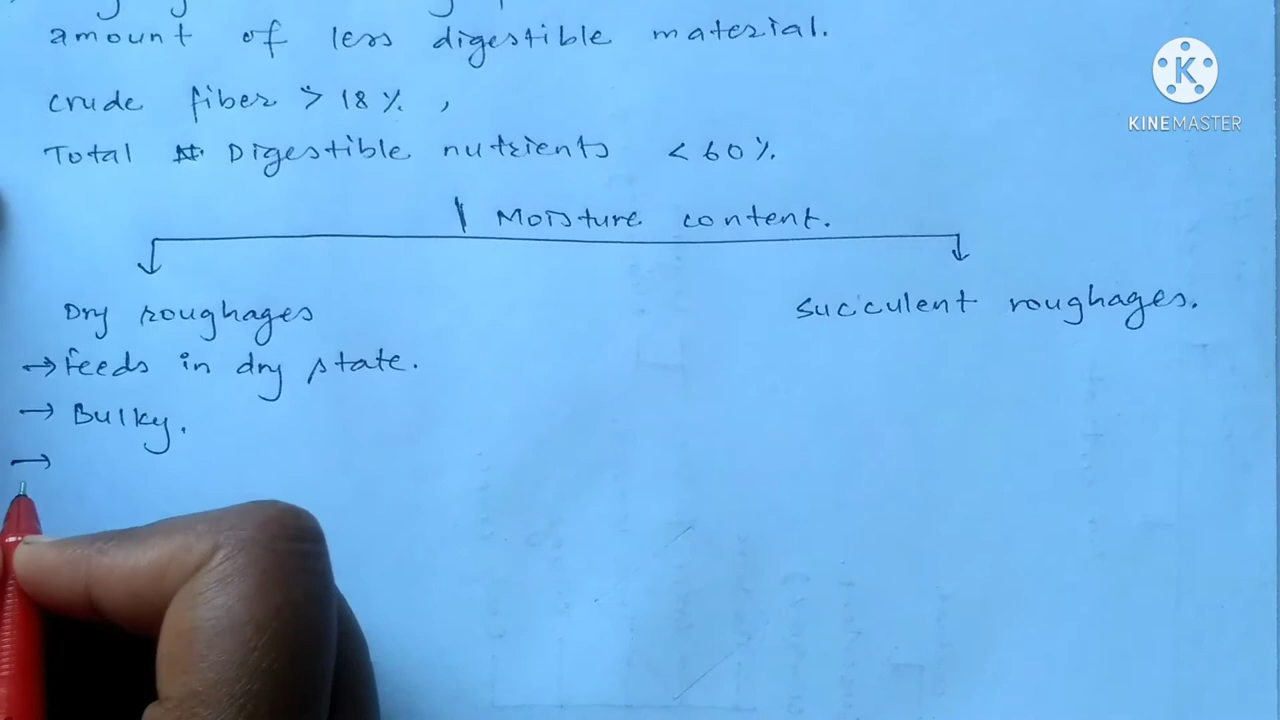 amount of less digestible material.
crude fiber > 18%,
Total Digestible nutrients < 60%
Moisture content.
Dry roughages
succulent roughages.
→ feeds in dry state.
→ Bulky.
→
K
KINEMASTER